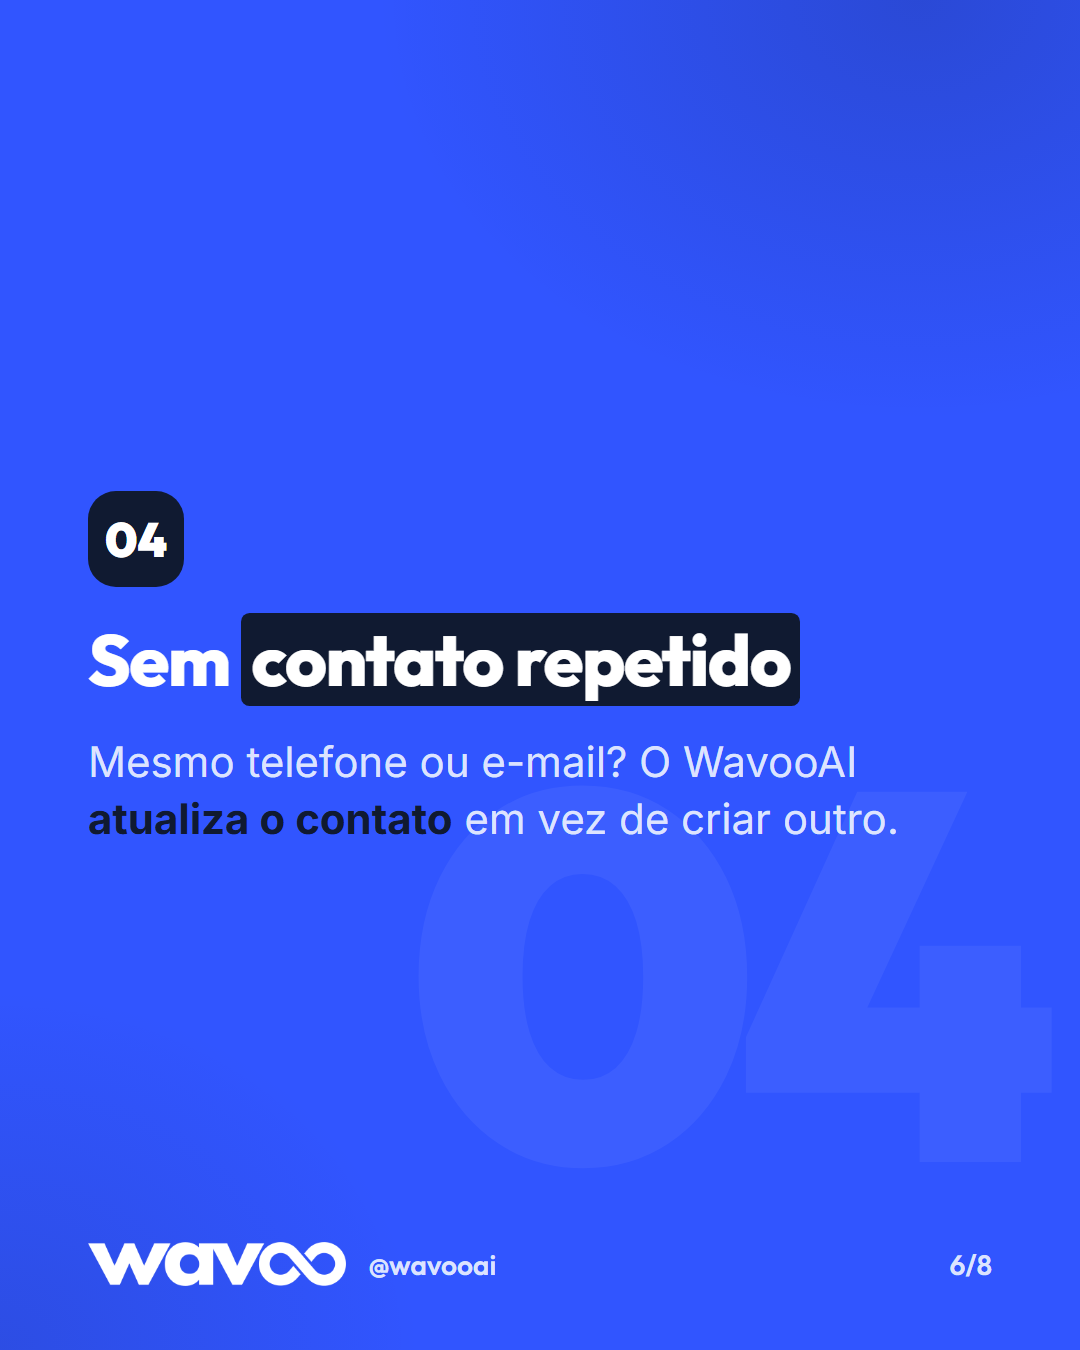 04
Sem contato repetido
Mesmo telefone ou e-mail? O WavooAI
atualiza o contato em vez de criar outro.
04
wavoo @wavooai 6/8